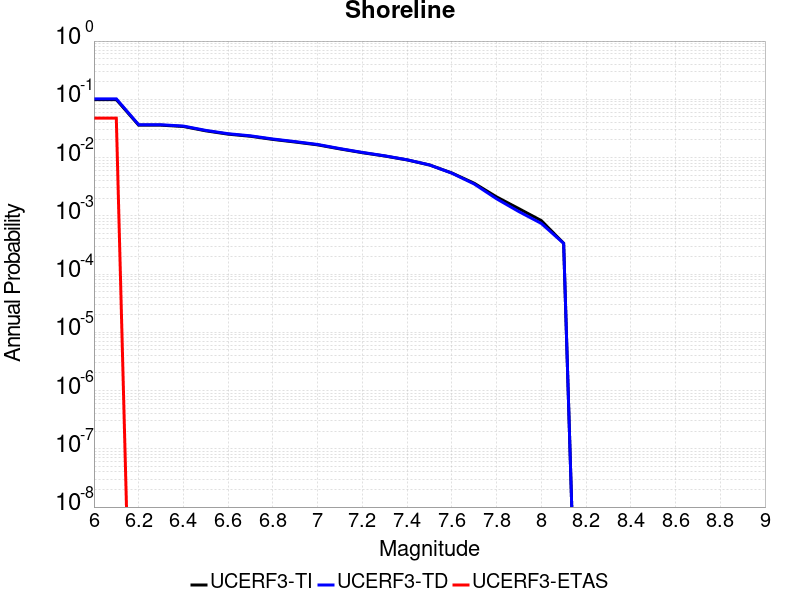 Shoreline
10^0
10^-1
10^-2
10^-3
10^-4
10^-5
10^-6
10^-7
10^-8
Annual Probability
6 6.2 6.4 6.6 6.8 7 7.2 7.4 7.6 7.8 8 8.2 8.4 8.6 8.8 9
Magnitude
UCERF3-TI UCERF3-TD UCERF3-ETAS